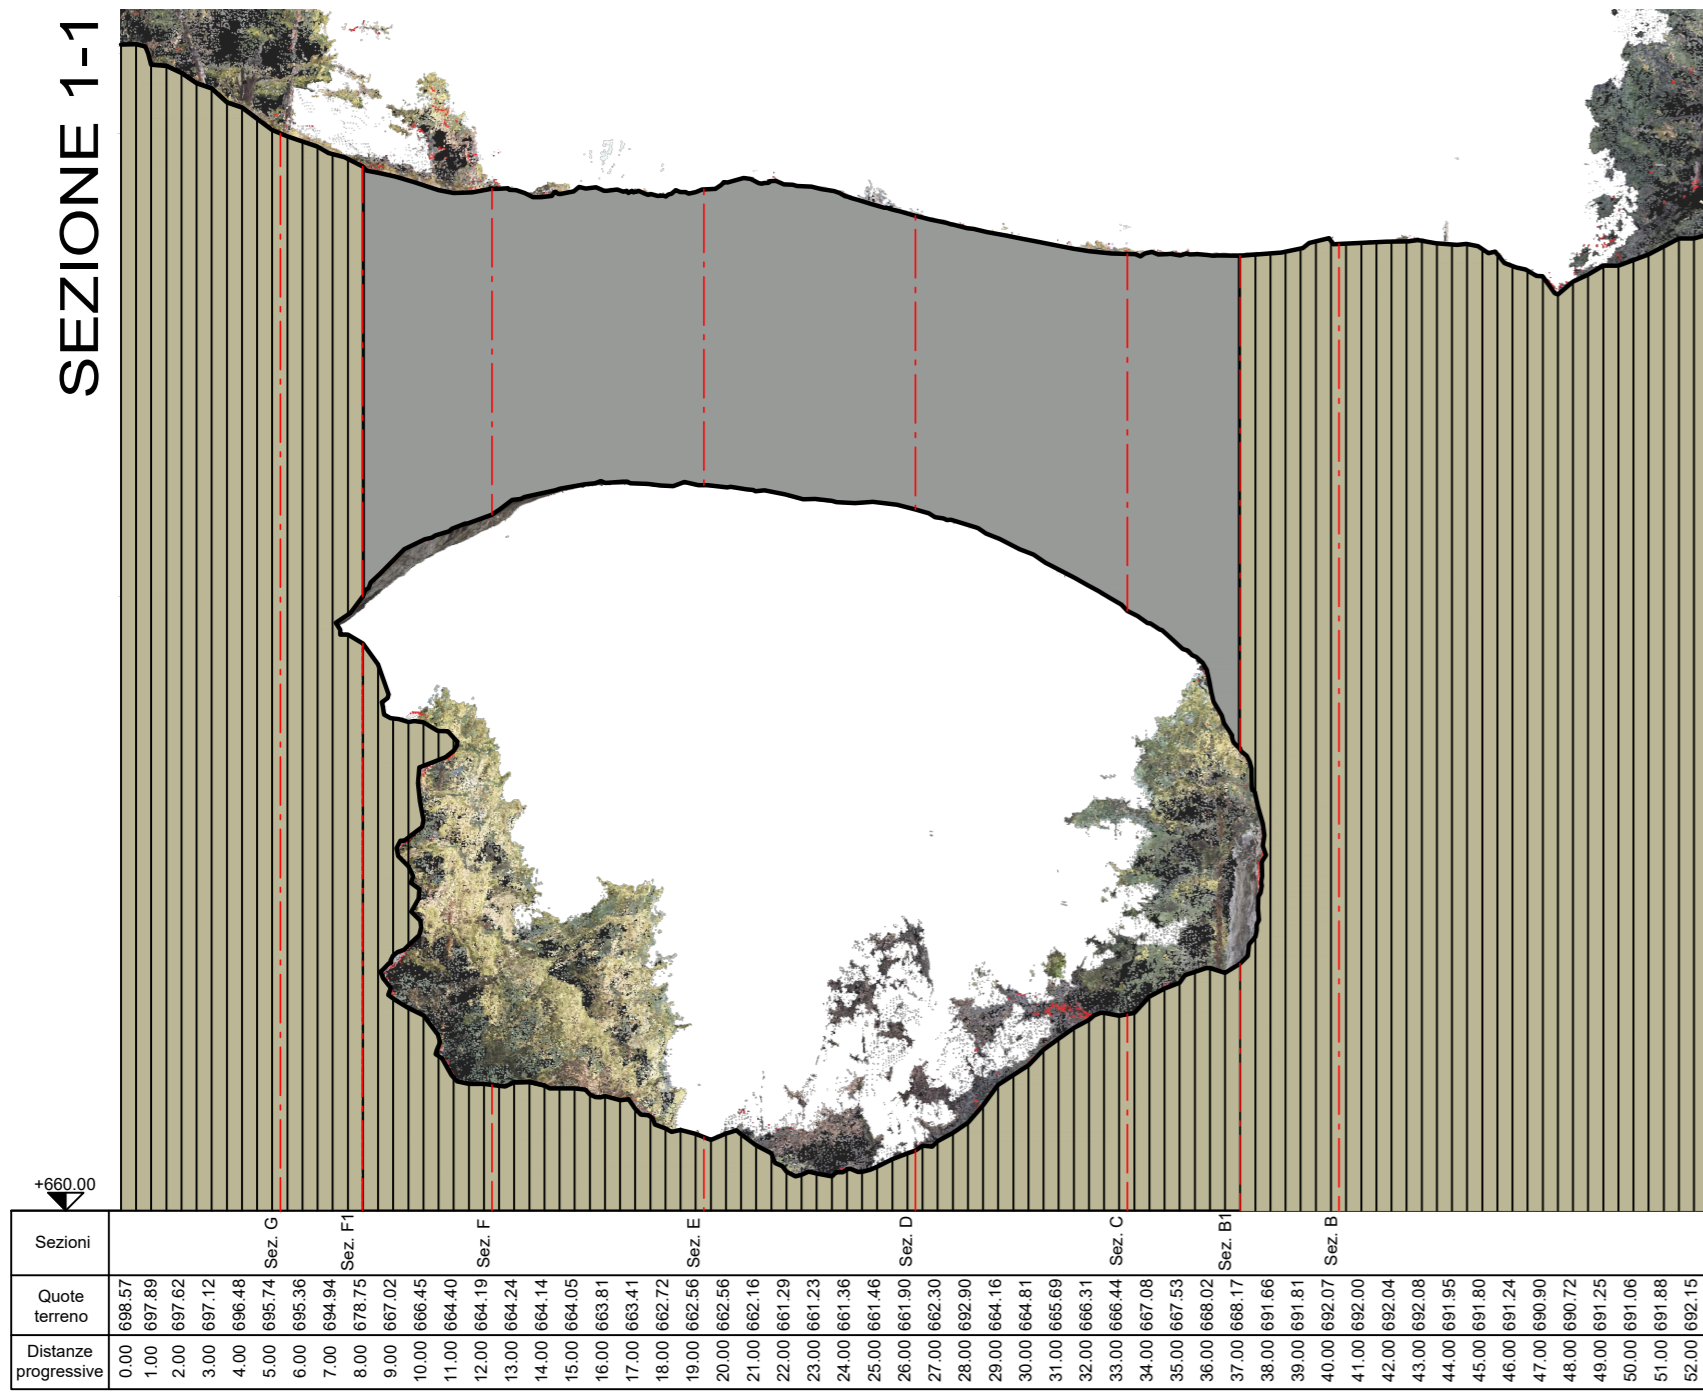 SEZIONE 1-1
+660.00
Sezioni Sez. G Sez. F1 Sez. F Sez. E Sez. D Sez. C Sez. B1 Sez. B
Quote terreno 698.57 697.89 697.62 697.12 696.48 695.74 695.36 694.94 678.75 667.02 666.45 664.40 664.19 664.24 664.14 664.05 663.81 663.41 662.72 662.56 662.56 662.16 661.29 661.23 661.36 661.46 661.90 662.30 692.90 664.16 664.81 665.69 666.31 666.44 667.08 667.53 668.02 668.17 691.66 691.81 692.07 692.00 692.04 692.08 691.95 691.80 691.24 690.90 690.72 691.25 691.06 691.88 692.15
Distanze progressive 0.00 1.00 2.00 3.00 4.00 5.00 6.00 7.00 8.00 9.00 10.00 11.00 12.00 13.00 14.00 15.00 16.00 17.00 18.00 19.00 20.00 21.00 22.00 23.00 24.00 25.00 26.00 27.00 28.00 29.00 30.00 31.00 32.00 33.00 34.00 35.00 36.00 37.00 38.00 39.00 40.00 41.00 42.00 43.00 44.00 45.00 46.00 47.00 48.00 49.00 50.00 51.00 52.00